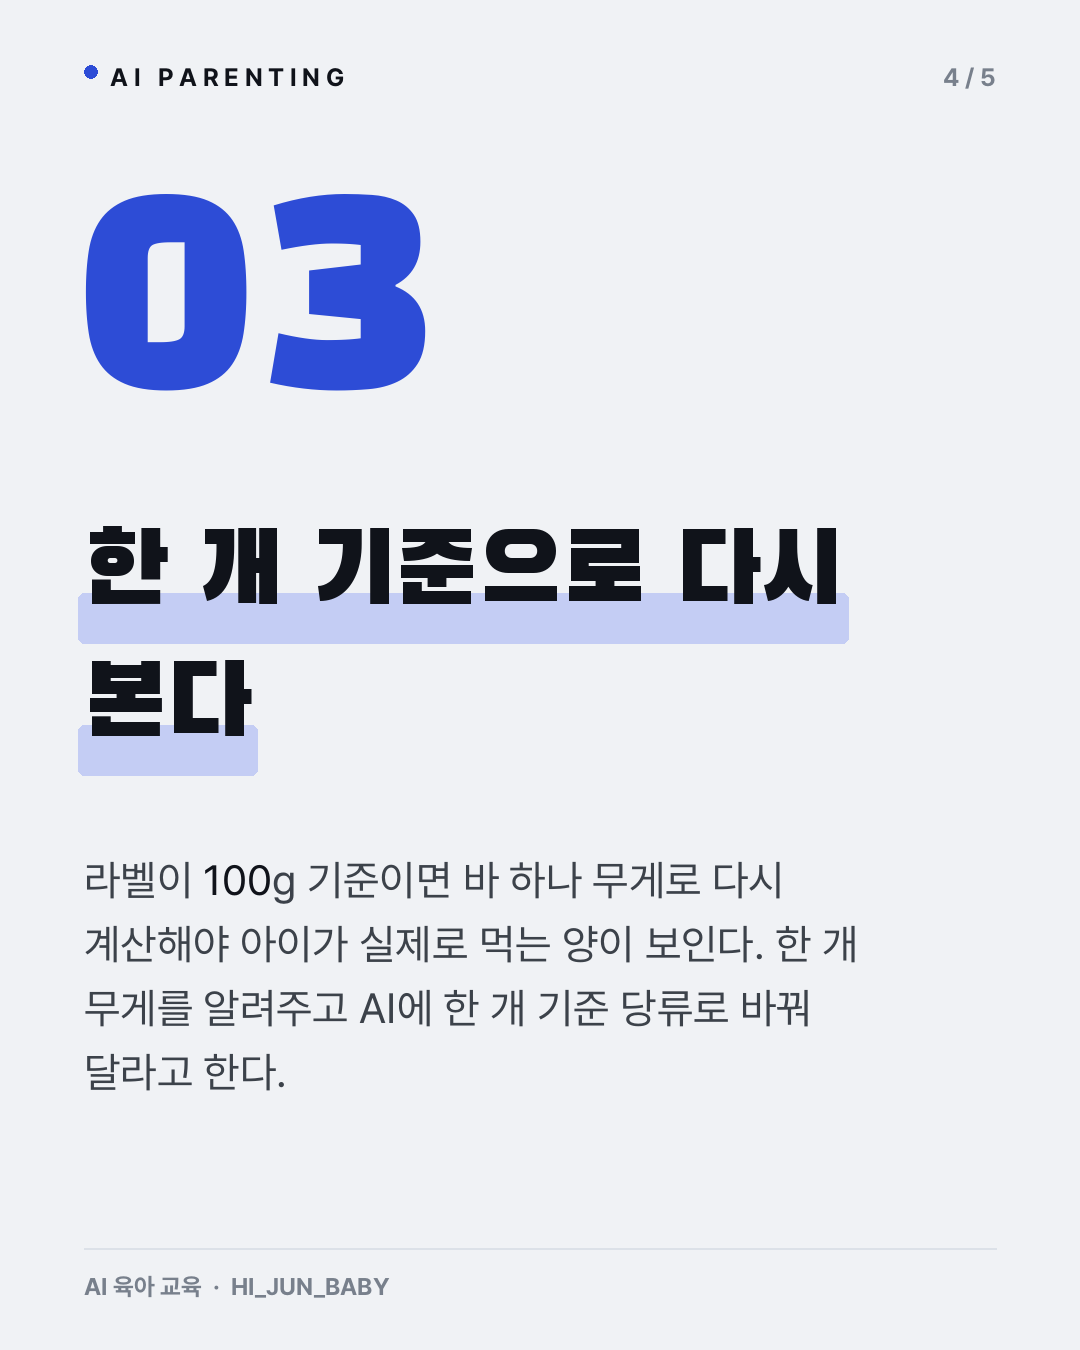 AI PARENTING
4 / 5
03
한 개 기준으로 다시
본다
라벨이 100g 기준이면 바 하나 무게로 다시
계산해야 아이가 실제로 먹는 양이 보인다. 한 개
무게를 알려주고 AI에 한 개 기준 당류로 바꿔
달라고 한다.
AI 육아 교육 · HI_JUN_BABY